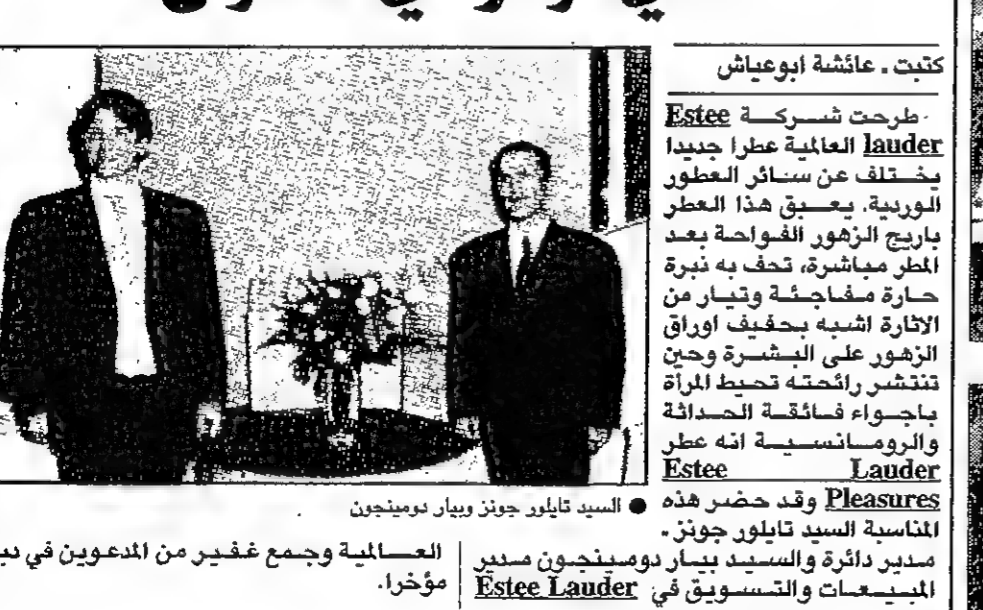 كتبت ـ عائشة ابوعياش
طرحت شركة Estee
lauder العالمية عطرا جديدا
يختلف عن سائر العطور
الوردية. يعبق هذا العطر
باريج الزهور الفواحة بعد
المطر مباشرة، تحف به نبرة
حارة مفاجئة وتيار من
الاثارة اشبه بحفيف اوراق
الزهور على البشرة وحين
تنتشر رائحته تحيط المرأة
باجواء فائقة الحداثة
والرومانسية انه عطر
Estee Lauder
Pleasures وقد حضر هذه
المناسبة السيد تايلور جونز ـ
مدير دائرة والسيد بيار دومينجون مدير
المبيعات والتسويق في Estee Lauder
● السيد تايلور جونز وبيار دومينجون
العالمية وجمع غفير من المدعوين في
مؤخرا.